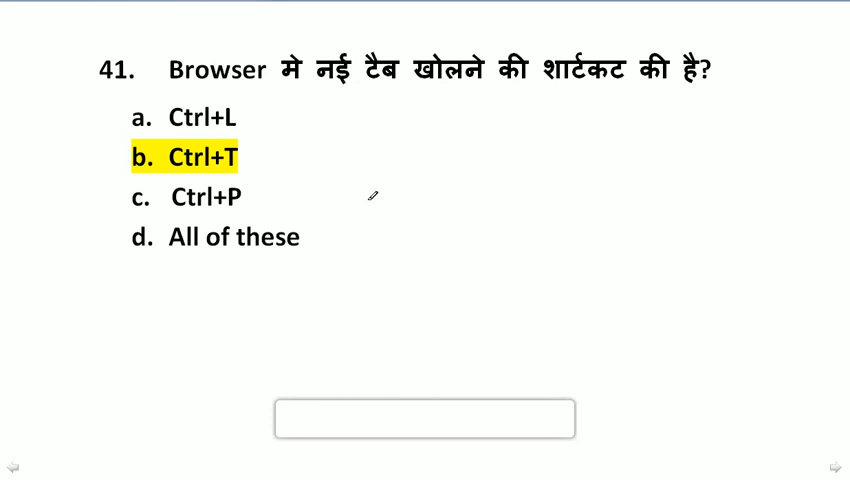 41. Browser मे नई टैब खोलने की शार्टकट की है?
a. Ctrl+L
b. Ctrl+T
c. Ctrl+P
d. All of these